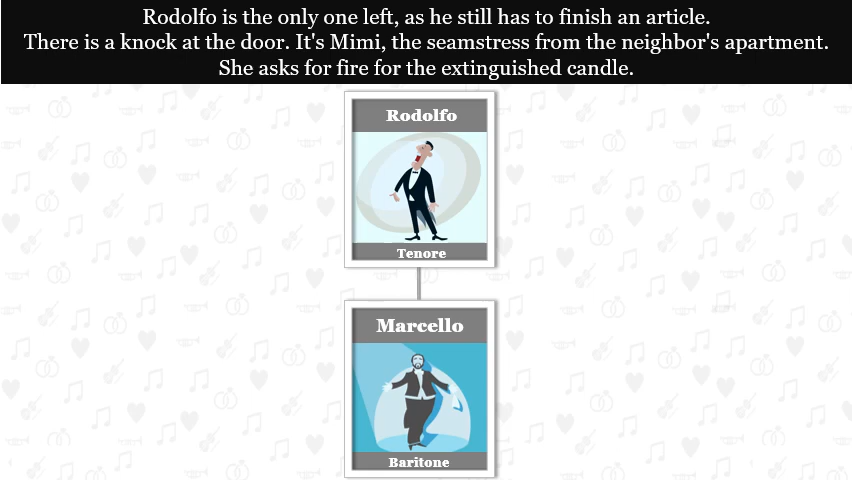 Rodolfo is the only one left, as he still has to finish an article.
There is a knock at the door. It's Mimi, the seamstress from the neighbor's apartment.
She asks for fire for the extinguished candle.
Rodolfo
Tenore
Marcello
Baritone